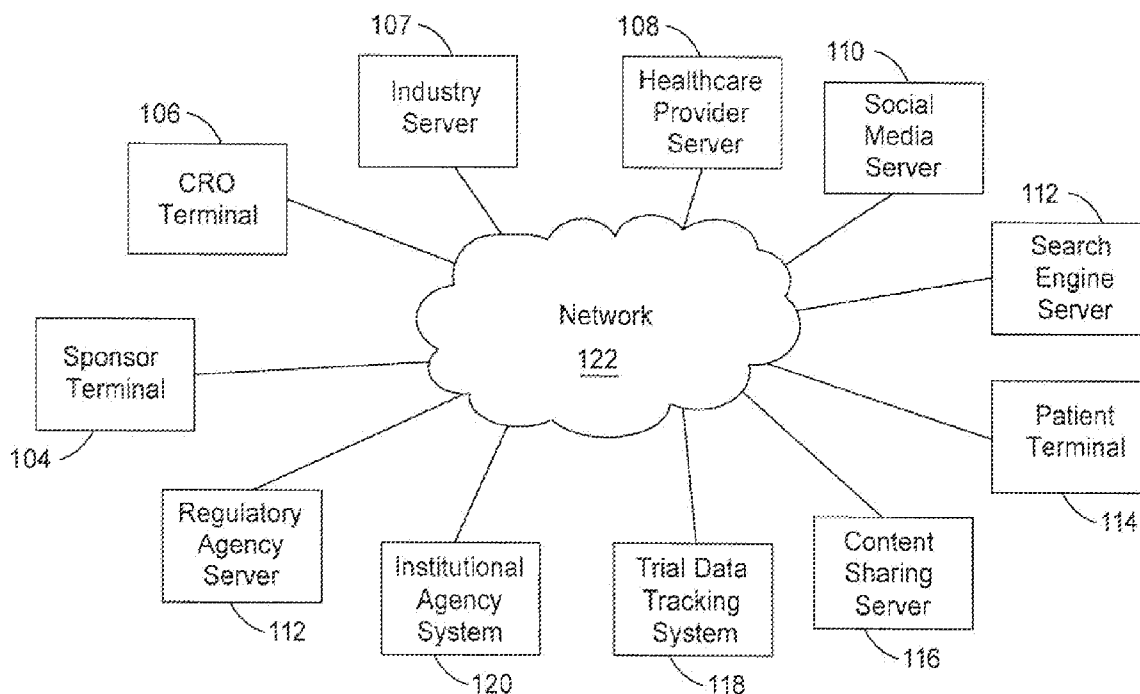 107
Industry
Server
108
Healthcare
Provider
Server
110
Social
Media
Server
106
CRO
Terminal
112
Search
Engine
Server
Network
122
Sponsor
Terminal
104
Patient
Terminal
114
Regulatory
Agency
Server
112
Institutional
Agency
System
120
Trial Data
Tracking
System
118
Content
Sharing
Server
116